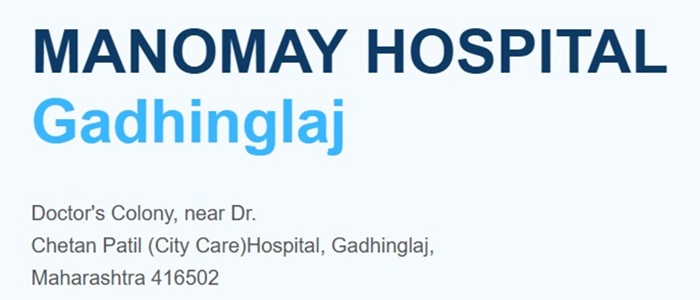 MANOMAY HOSPITAL
Gadhinglaj
Doctor's Colony, near Dr.
Chetan Patil (City Care)Hospital, Gadhinglaj,
Maharashtra 416502